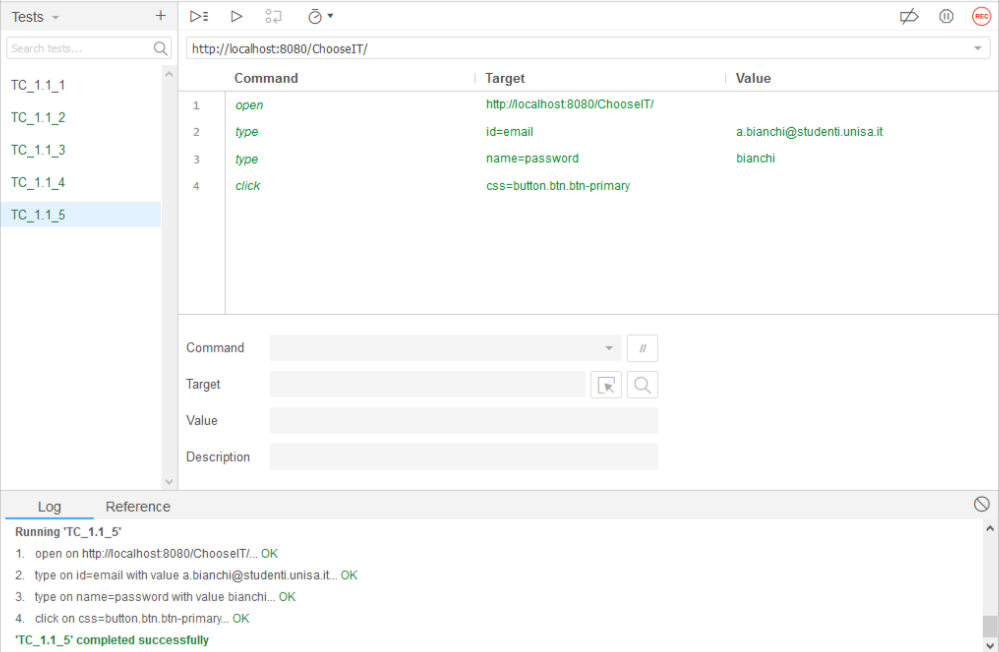 Tests
REC
Search tests...
http://localhost:8080/ChooseIT/
TC_1.1_1
TC_1.1_2
TC_1.1_3
TC_1.1_4
TC_1.1_5
Command Target Value
1 open http://localhost:8080/ChooseIT/
2 type id=email a.bianchi@studenti.unisa.it
3 type name=password bianchi
4 click css=button.btn.btn-primary
Command //
Target
Value
Description
Log Reference
Running 'TC_1.1_5'
1. open on http://localhost:8080/ChooseIT/... OK
2. type on id=email with value a.bianchi@studenti.unisa.it... OK
3. type on name=password with value bianchi... OK
4. click on css=button.btn.btn-primary... OK
'TC_1.1_5' completed successfully